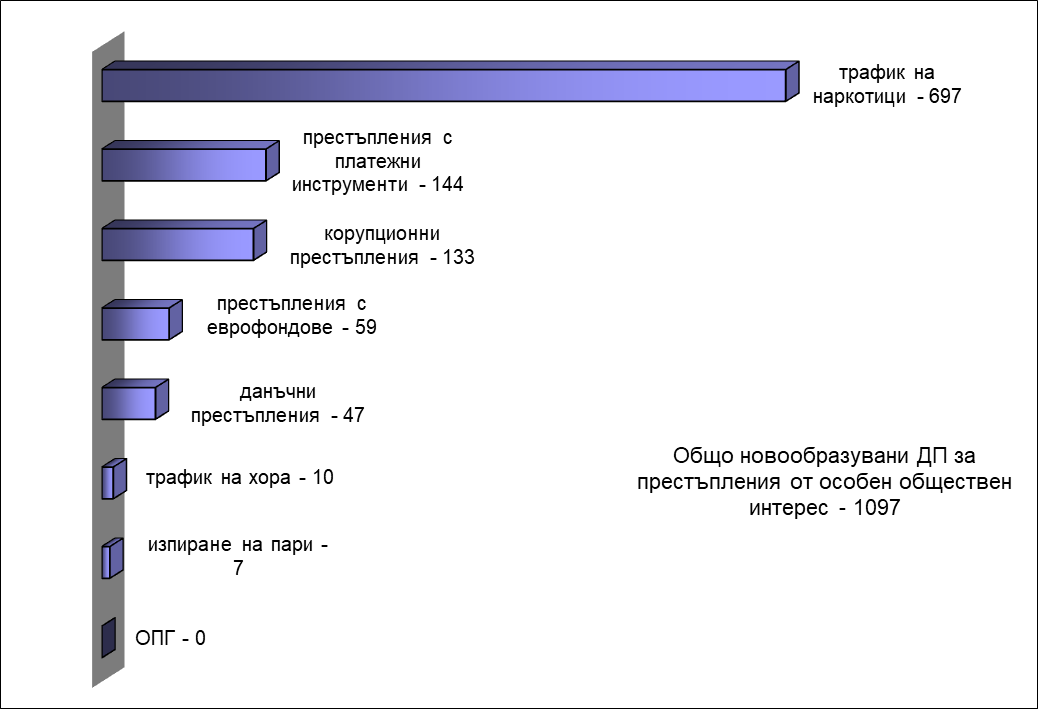 трафик на
наркотици - 697
престъпления с
платежни
инструменти - 144
корупционни
престъпления - 133
престъпления с
еврофондове - 59
данъчни
престъпления - 47
трафик на хора - 10
изпиране на пари -
7
ОПГ - 0
Общо новообразувани ДП за
престъпления от особен обществен
интерес - 1097